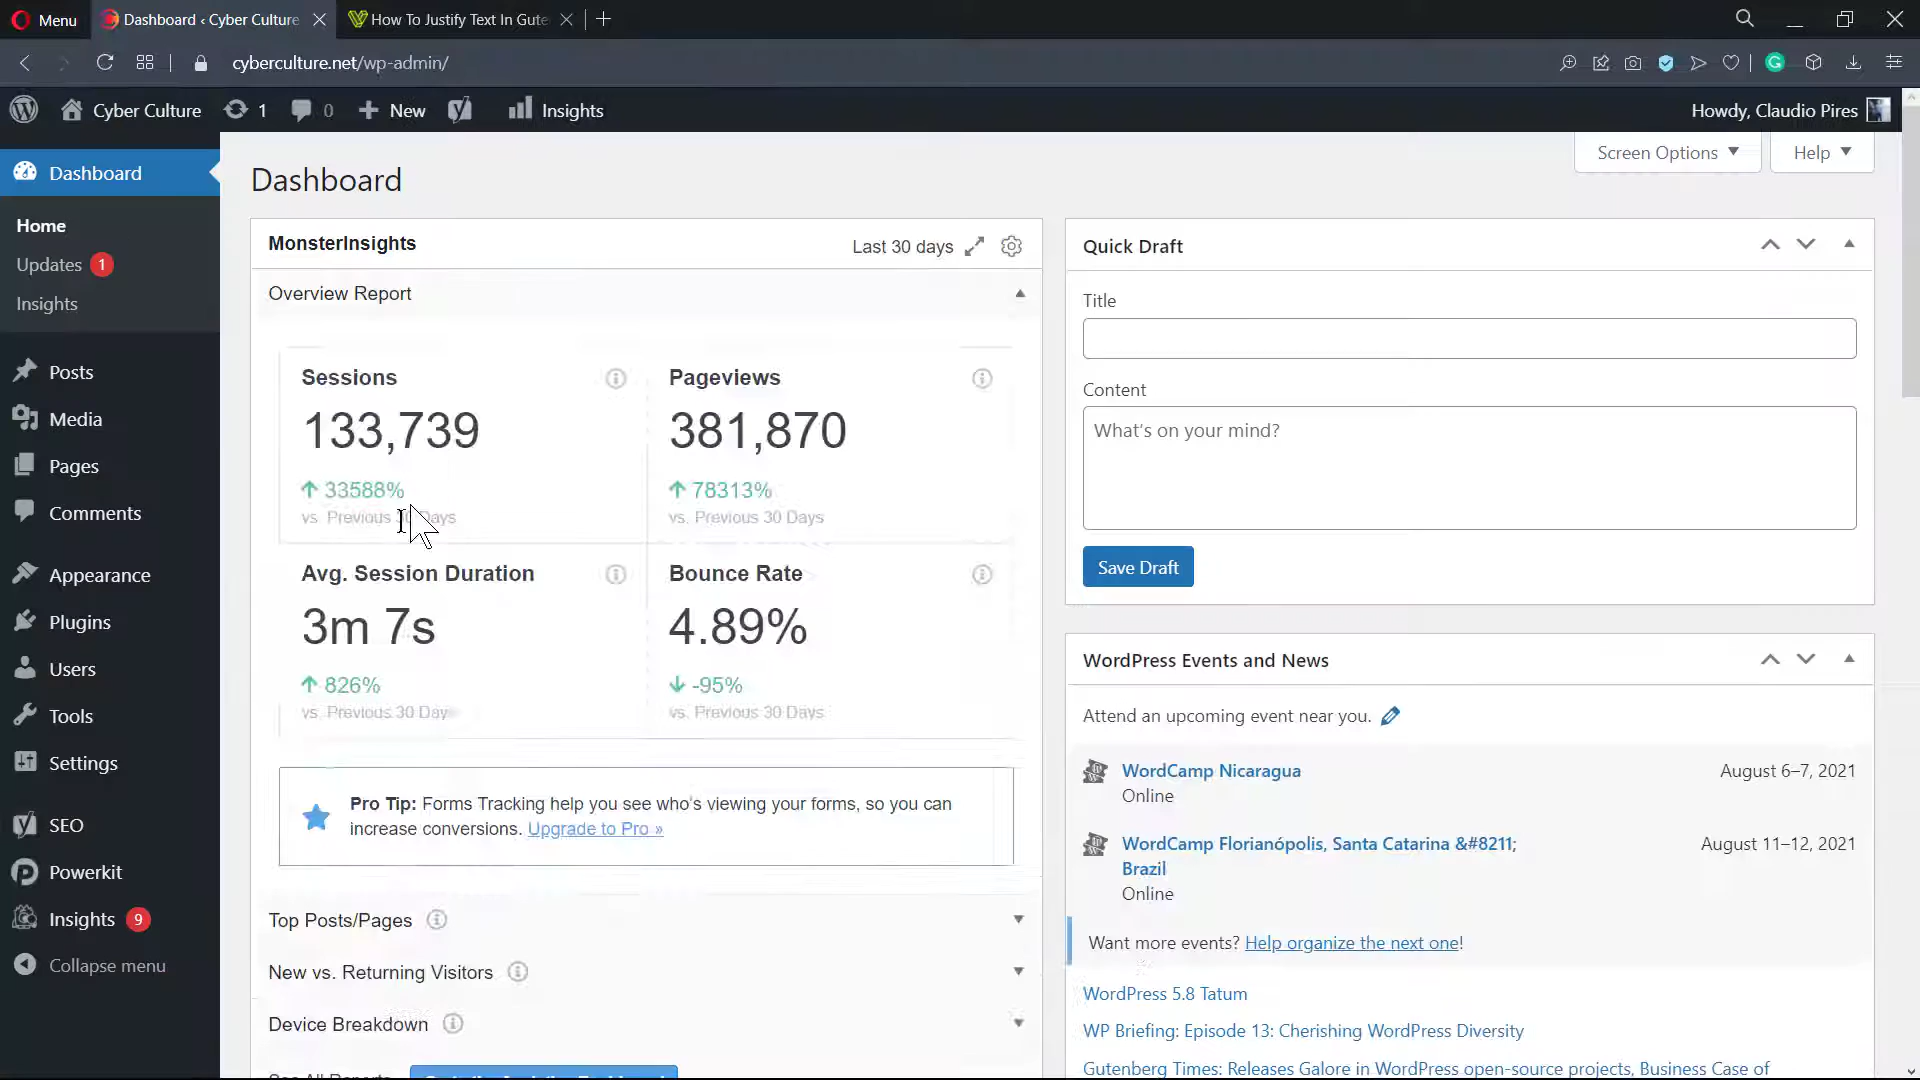 Menu
Dashboard ‹ Cyber Culture
How To Justify Text In Gute
cyberculture.net/wp-admin/
Cyber Culture
1
0
New
Insights
Howdy, Claudio Pires
Dashboard
Home
Updates 1
Insights
Posts
Media
Pages
Comments
Appearance
Plugins
Users
Tools
Settings
SEO
Powerkit
Insights 9
Collapse menu
Screen Options
Help
Dashboard
MonsterInsights
Last 30 days
Overview Report
Sessions
133,739
33588%
vs. Previous 30 Days
Pageviews
381,870
78313%
vs. Previous 30 Days
Avg. Session Duration
3m 7s
826%
vs. Previous 30 Days
Bounce Rate
4.89%
-95%
vs. Previous 30 Days
Pro Tip: Forms Tracking help you see who's viewing your forms, so you can
increase conversions. Upgrade to Pro »
Top Posts/Pages
New vs. Returning Visitors
Device Breakdown
Quick Draft
Title
Content
What's on your mind?
Save Draft
WordPress Events and News
Attend an upcoming event near you.
WordCamp Nicaragua
August 6–7, 2021
Online
WordCamp Florianópolis, Santa Catarina &#8211;
Brazil
August 11–12, 2021
Online
Want more events? Help organize the next one!
WordPress 5.8 Tatum
WP Briefing: Episode 13: Cherishing WordPress Diversity
Gutenberg Times: Releases Galore in WordPress open-source projects, Business Case of